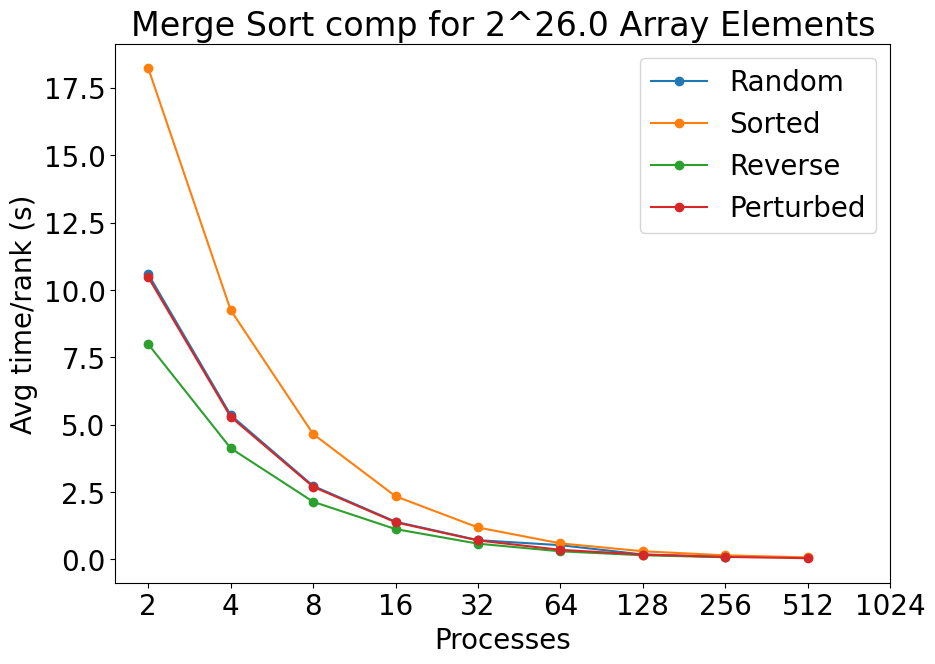 Merge Sort comp for 2^26.0 Array Elements
Random
Sorted
Reverse
Perturbed
Avg time/rank (s)
17.5
15.0
12.5
10.0
7.5
5.0
2.5
0.0
2 4 8 16 32 64 128 256 512 1024
Processes